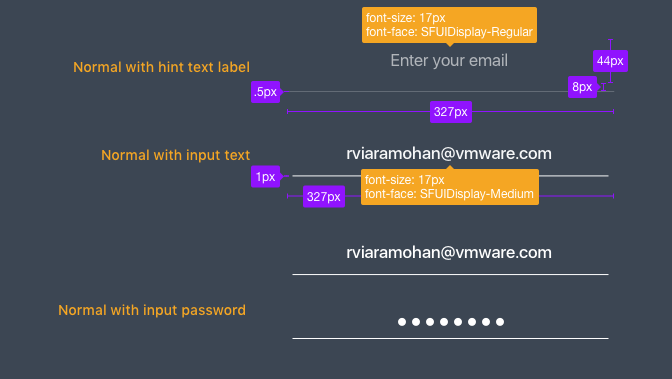 font-size: 17px
font-face: SFUIDisplay-Regular
Normal with hint text label
Enter your email
44px
.5px
8px
327px
Normal with input text
rviaramohan@vmware.com
1px
font-size: 17px
font-face: SFUIDisplay-Medium
327px
rviaramohan@vmware.com
Normal with input password